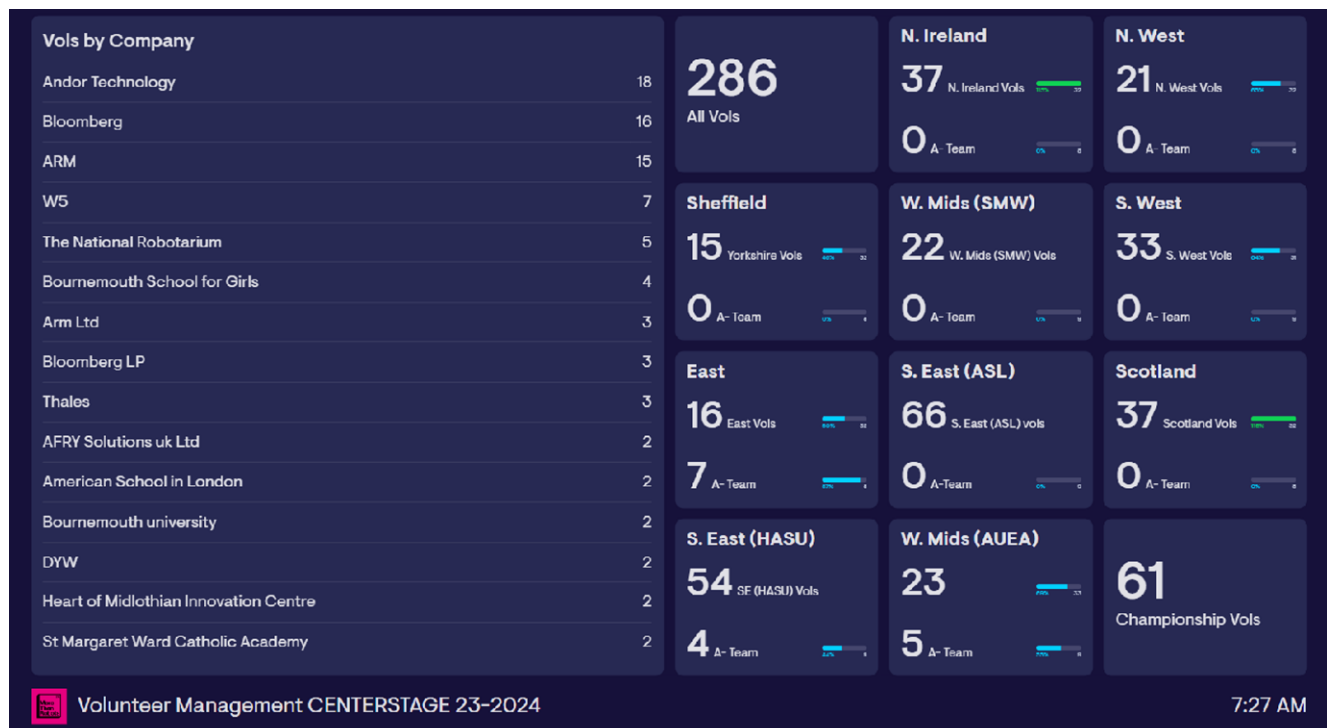 Vols by Company
Andor Technology 18
Bloomberg 16
ARM 15
W5 7
The National Robotarium 5
Bournemouth School for Girls 4
Arm Ltd 3
Bloomberg LP 3
Thales 3
AFRY Solutions uk Ltd 2
American School in London 2
Bournemouth university 2
DYW 2
Heart of Midlothian Innovation Centre 2
St Margaret Ward Catholic Academy 2
286
All Vols
N. Ireland
37 N. Ireland Vols
0 A- Team 0%
N. West
21 N. West Vols
0 A- Team 0%
Sheffield
15 Yorkshire Vols
0 A- Team 0%
W. Mids (SMW)
22 W. Mids (SMW) Vols
0 A- Team 0%
S. West
33 S. West Vols
0 A- Team 0%
East
16 East Vols
7 A- Team
S. East (ASL)
66 S. East (ASL) vols
0 A-Team 0%
Scotland
37 Scotland Vols
0 A- Team 0%
S. East (HASU)
54 SE (HASU) Vols
4 A- Team
W. Mids (AUEA)
23
5 A- Team
61
Championship Vols
Volunteer Management CENTERSTAGE 23-2024
7:27 AM